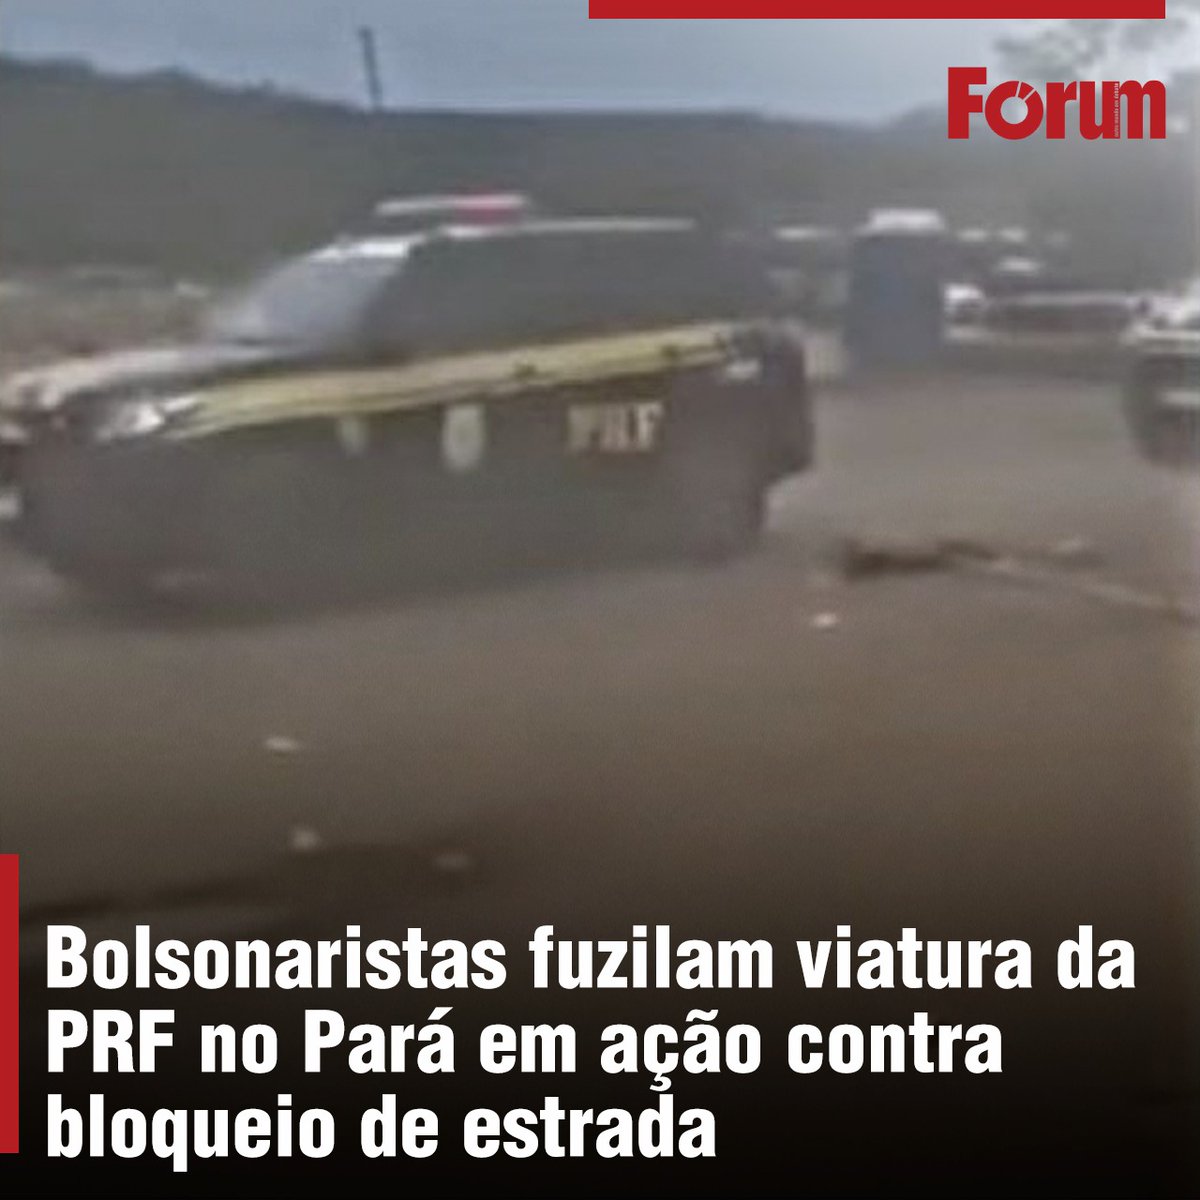 Fórum
PRF
Bolsonaristas fuzilam viatura da
PRF no Pará em ação contra
bloqueio de estrada